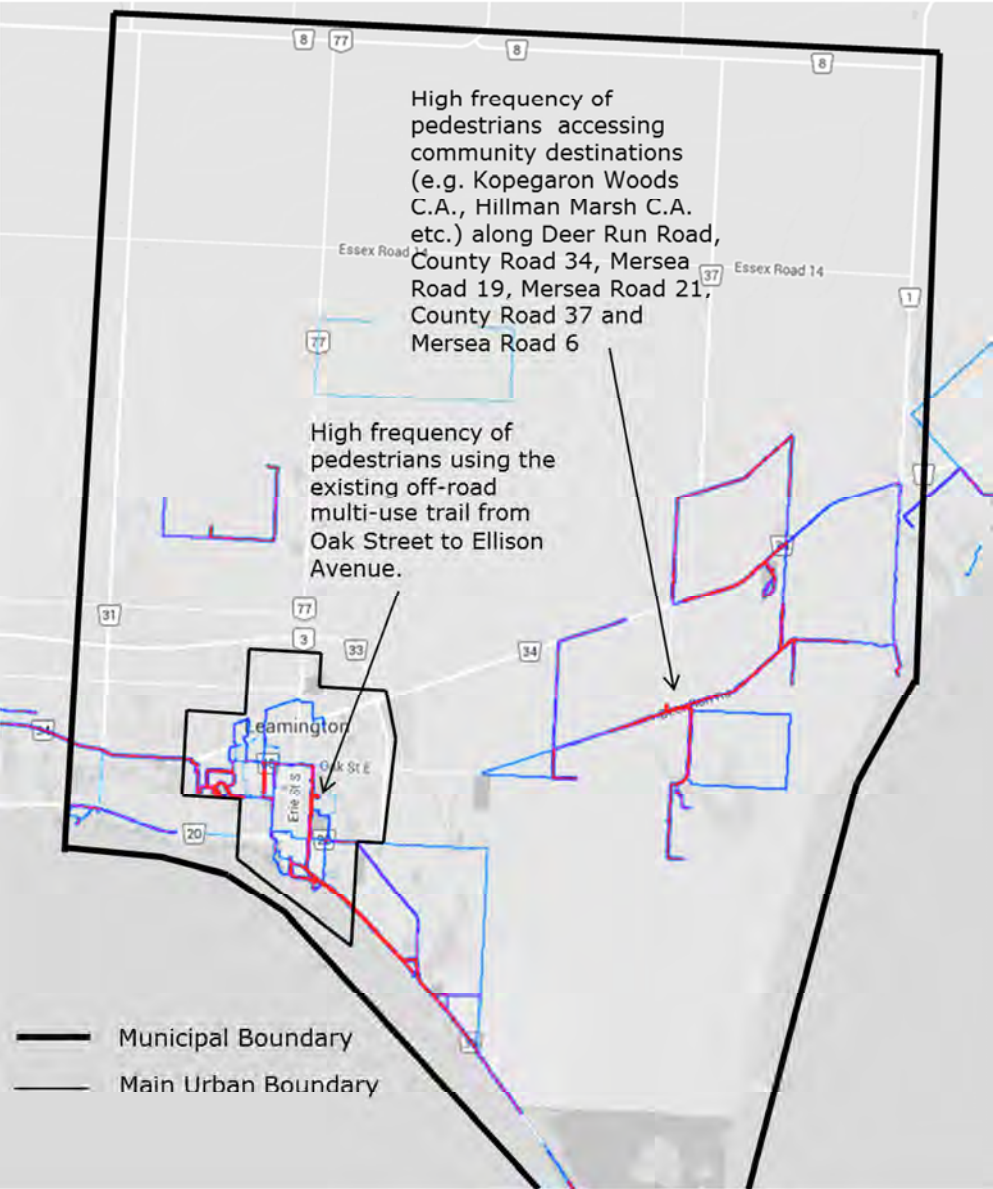 8
77
8
8
High frequency of
pedestrians accessing
community destinations
(e.g. Kopegaron Woods
C.A., Hillman Marsh C.A.
etc.) along Deer Run Road,
County Road 34, Mersea
Road 19, Mersea Road 21,
County Road 37 and
Mersea Road 6
Essex Road 14
37
Essex Road 14
1
77
High frequency of
pedestrians using the
existing off-road
multi-use trail from
Oak Street to Ellison
Avenue.
31
77
3
33
34
Leamington
Oak St E
Erie St S
20
Municipal Boundary
Main Urban Boundary